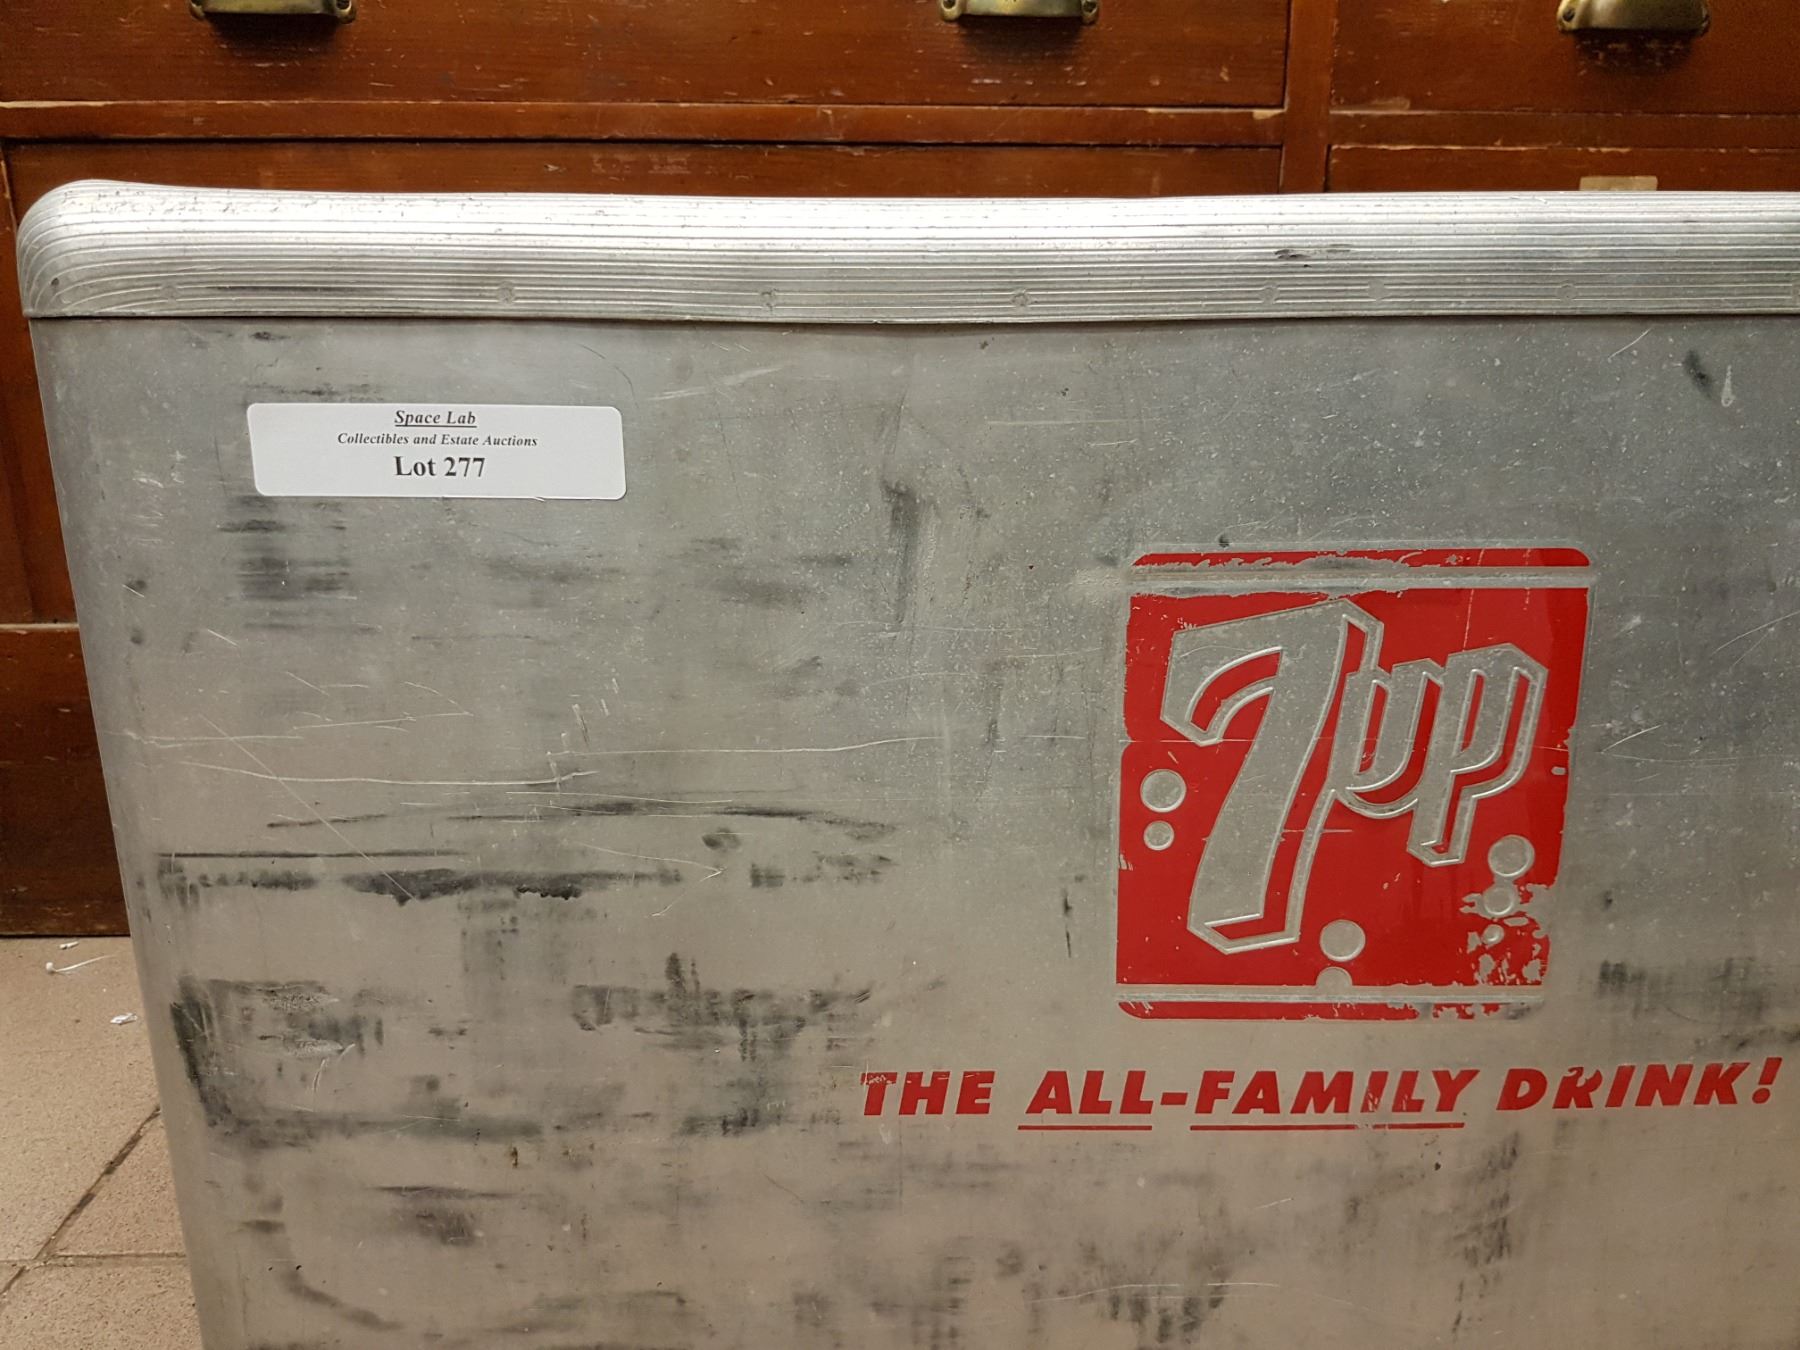 Space Lab
Collectibles and Estate Auctions
Lot 277
7up
THE ALL-FAMILY DRINK!